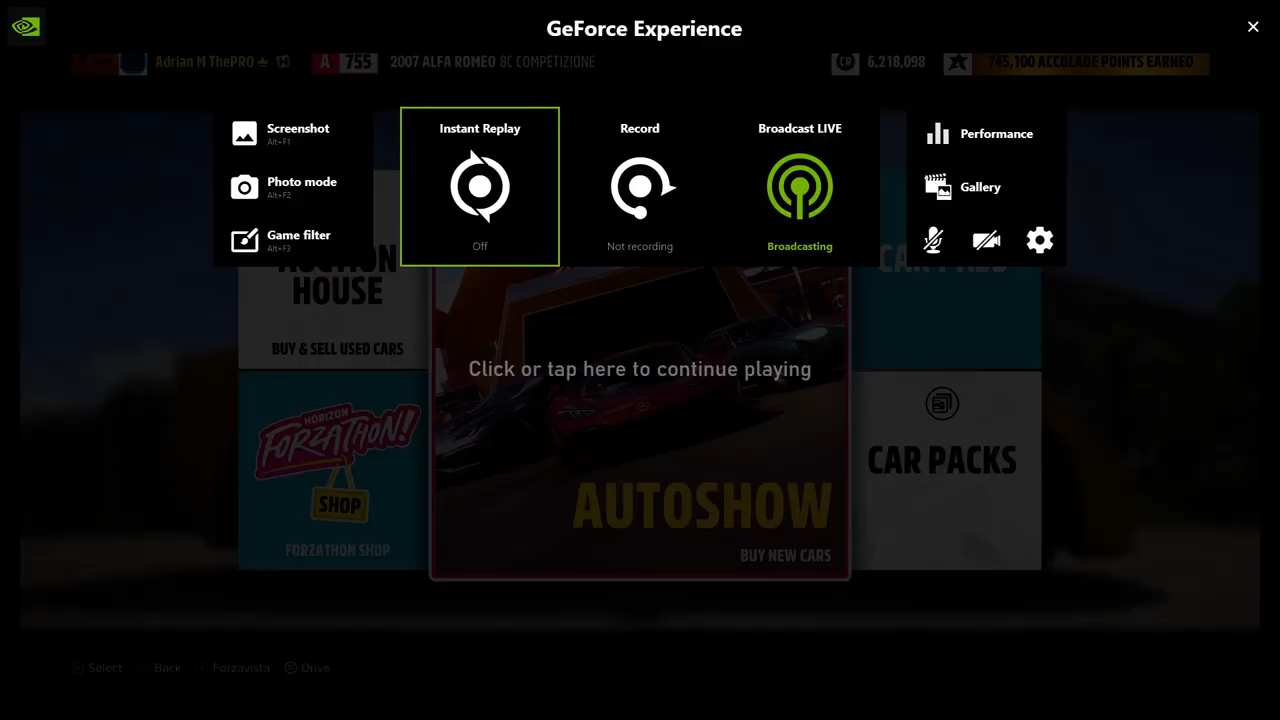 GeForce Experience
Adrian M ThePRO
A 755
2007 ALFA ROMEO 8C COMPETIZIONE
CR 6,218,098
745,100 ACCOLADE POINTS EARNED
Screenshot
Alt+F1
Photo mode
Alt+F2
Game filter
Alt+F3
Instant Replay
Off
Record
Not recording
Broadcast LIVE
Broadcasting
Performance
Gallery
AUCTION
HOUSE
BUY & SELL USED CARS
CAR PASS
Click or tap here to continue playing
HORIZON
FORZATHON!
SHOP
FORZATHON SHOP
AUTOSHOW
BUY NEW CARS
CAR PACKS
Select
Back
Forzavista
Drive